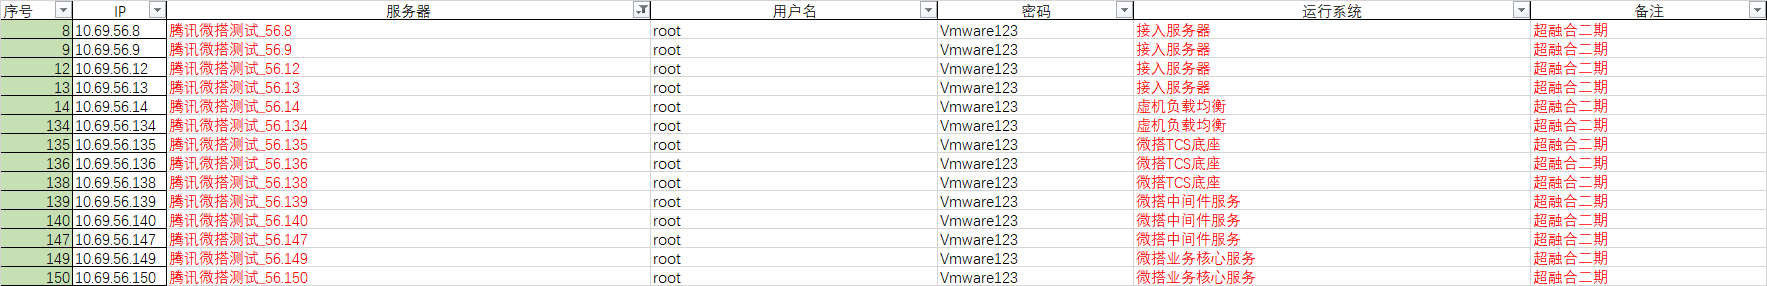 序号 IP 服务器 用户名 密码 运行系统 备注
8 10.69.56.8 腾讯微搭测试_56.8 root Vmware123 接入服务器 超融合二期
9 10.69.56.9 腾讯微搭测试_56.9 root Vmware123 接入服务器 超融合二期
12 10.69.56.12 腾讯微搭测试_56.12 root Vmware123 接入服务器 超融合二期
13 10.69.56.13 腾讯微搭测试_56.13 root Vmware123 接入服务器 超融合二期
14 10.69.56.14 腾讯微搭测试_56.14 root Vmware123 虚机负载均衡 超融合二期
134 10.69.56.134 腾讯微搭测试_56.134 root Vmware123 虚机负载均衡 超融合二期
135 10.69.56.135 腾讯微搭测试_56.135 root Vmware123 微搭TCS底座 超融合二期
136 10.69.56.136 腾讯微搭测试_56.136 root Vmware123 微搭TCS底座 超融合二期
138 10.69.56.138 腾讯微搭测试_56.138 root Vmware123 微搭TCS底座 超融合二期
139 10.69.56.139 腾讯微搭测试_56.139 root Vmware123 微搭中间件服务 超融合二期
140 10.69.56.140 腾讯微搭测试_56.140 root Vmware123 微搭中间件服务 超融合二期
147 10.69.56.147 腾讯微搭测试_56.147 root Vmware123 微搭中间件服务 超融合二期
149 10.69.56.149 腾讯微搭测试_56.149 root Vmware123 微搭业务核心服务 超融合二期
150 10.69.56.150 腾讯微搭测试_56.150 root Vmware123 微搭业务核心服务 超融合二期